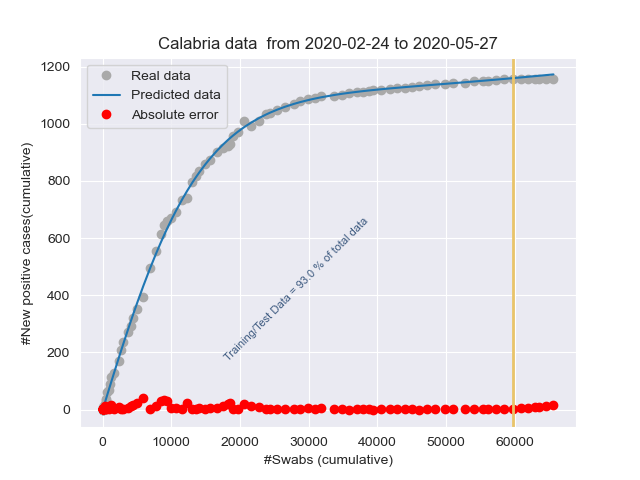 Calabria data  from 2020-02-24 to 2020-05-27
Real data
Predicted data
Absolute error
#New positive cases(cumulative)
1200
1000
800
600
400
200
0
Training/Test Data = 93.0 % of total data
0 10000 20000 30000 40000 50000 60000
#Swabs (cumulative)